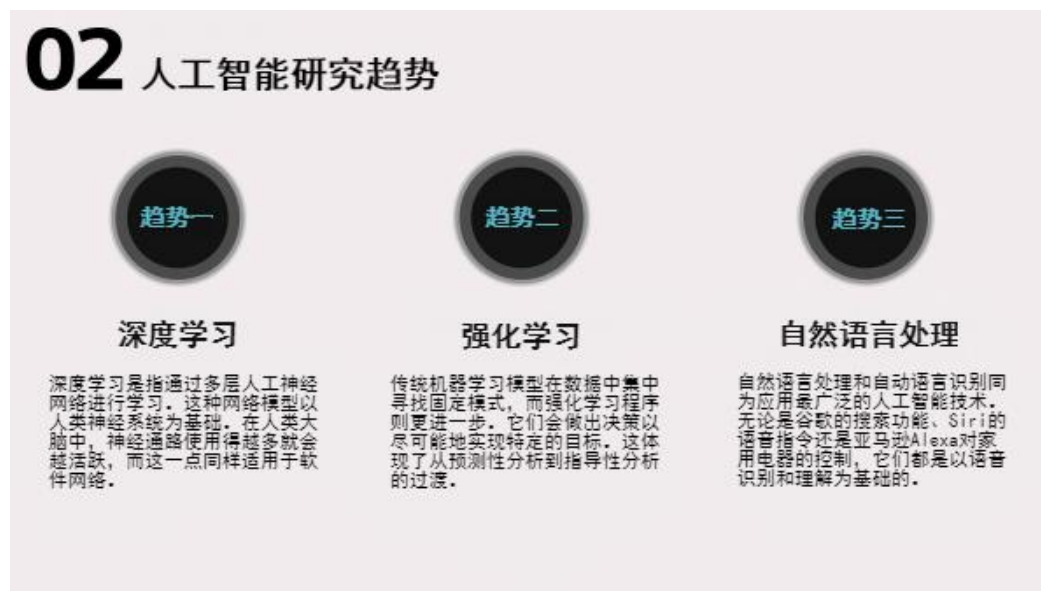 02 人工智能研究趋势
趋势一
趋势二
趋势三
深度学习
深度学习是指通过多层人工神经
网络进行学习。这种网络模型以
人类神经系统为基础。在人类大
脑中，神经通路使用得越多就会
越活跃，而这一点同样适用于软
件网络。
强化学习
传统机器学习模型在数据中集中
寻找固定模式，而强化学习程序
则更进一步。它们会做出决策以
尽可能地实现特定的目标。这体
现了从预测性分析到指导性分析
的过渡。
自然语言处理
自然语言处理和自动语言识别同
为应用最广泛的人工智能技术。
无论是谷歌的搜索功能、Siri的
语音指令还是亚马逊Alexa对家
用电器的控制，它们都是以语音
识别和理解为基础的。